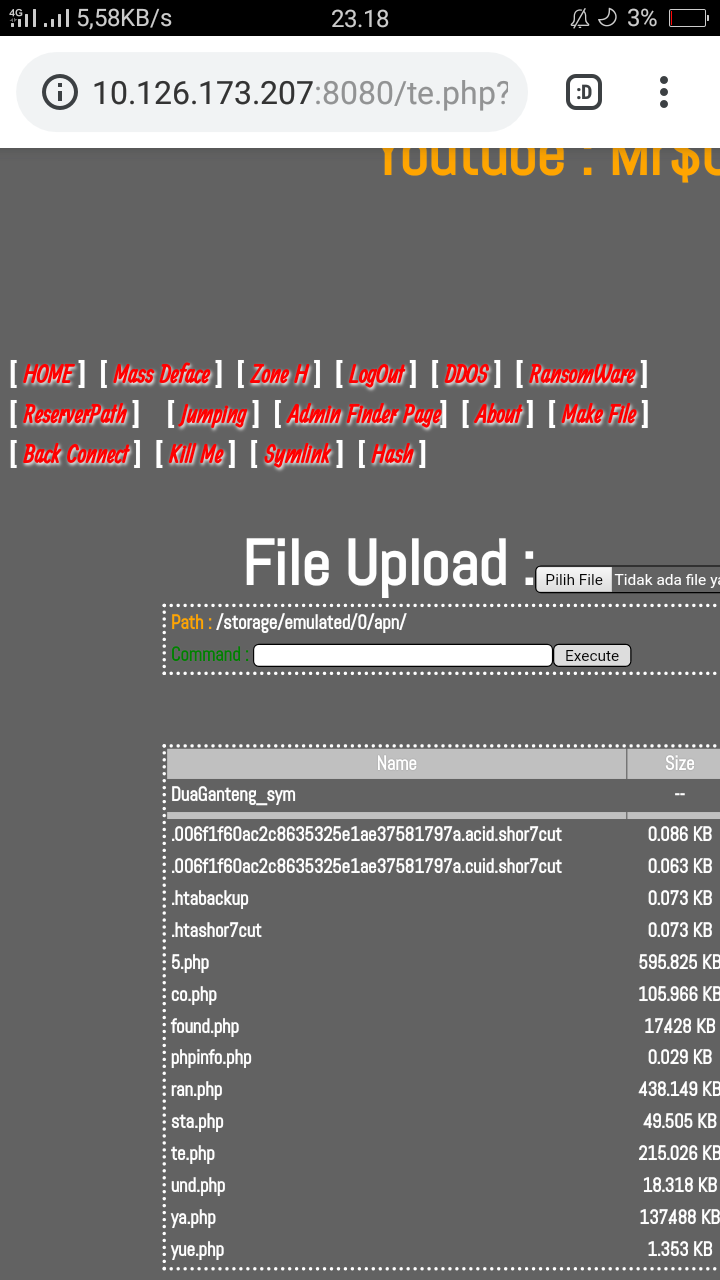 4G 5,58KB/s 23.18 3%
10.126.173.207:8080/te.php?
:D
Youtube : Mr$
[ HOME ] [ Mass Deface ] [ Zone H ] [ LogOut ] [ DDOS ] [ RansomWare ]
[ ReserverPath ] [ Jumping ] [ Admin Finder Page] [ About ] [ Make File ]
[ Back Connect ] [ Kill Me ] [ Symlink ] [ Hash ]
File Upload : Pilih File Tidak ada file ya
Path : /storage/emulated/0/apn/
Command : Execute
Name Size
DuaGanteng_sym --
.006f1f60ac2c8635325e1ae37581797a.acid.shor7cut 0.086 KB
.006f1f60ac2c8635325e1ae37581797a.cuid.shor7cut 0.063 KB
.htabackup 0.073 KB
.htashor7cut 0.073 KB
5.php 595.825 KB
co.php 105.966 KB
found.php 17.428 KB
phpinfo.php 0.029 KB
ran.php 438.149 KB
sta.php 49.505 KB
te.php 215.026 KB
und.php 18.318 KB
ya.php 137.488 KB
yue.php 1.353 KB